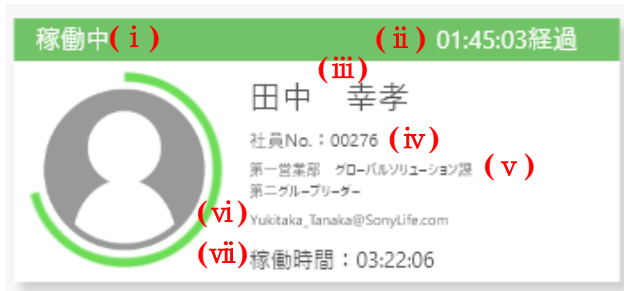 稼働中(ⅰ) (ⅱ) 01:45:03経過
(ⅲ)
田中　幸孝
社員No.：00276 (ⅳ)
第一営業部　グローバルソリューション課 (ⅴ)
第二グループリーダー
(ⅵ) Yukitaka_Tanaka@SonyLife.com
(ⅶ) 稼働時間：03:22:06